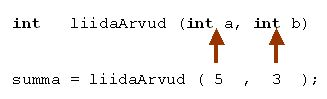 int liidaArvud (int a, int b)
summa = liidaArvud ( 5 , 3 );